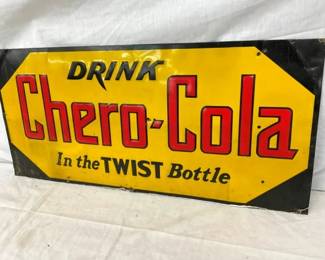 DRINK
Chero-Cola
In the TWIST Bottle